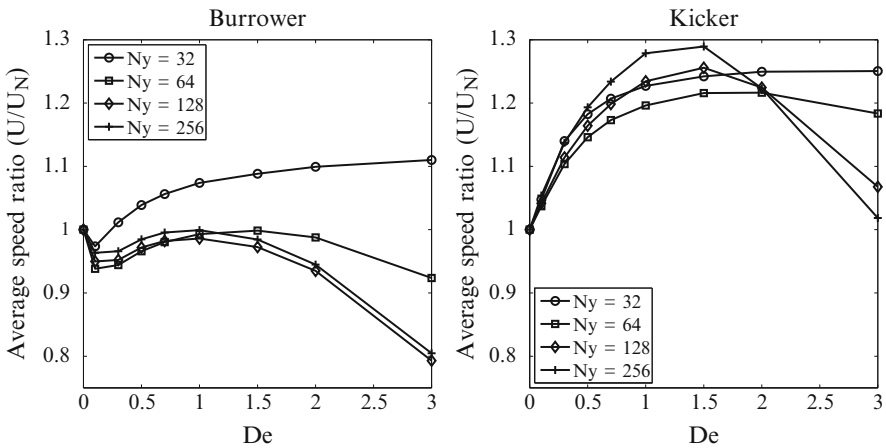 Burrower
Average speed ratio (U/U_N)
1.3
1.2
1.1
1
0.9
0.8
Ny = 32
Ny = 64
Ny = 128
Ny = 256
0 0.5 1 1.5 2 2.5 3
De
Kicker
Average speed ratio (U/U_N)
1.3
1.2
1.1
1
0.9
0.8
Ny = 32
Ny = 64
Ny = 128
Ny = 256
0 0.5 1 1.5 2 2.5 3
De